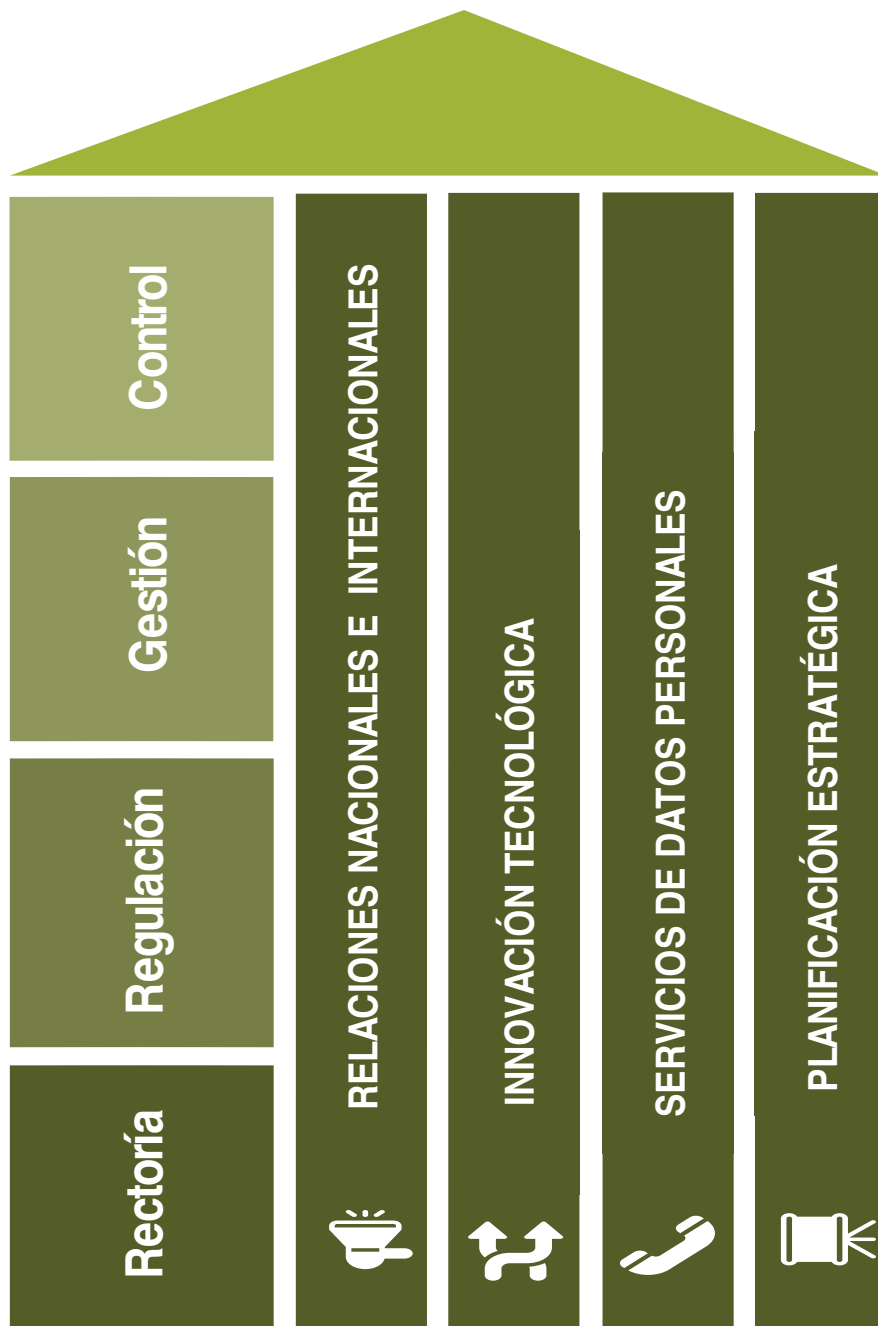 Rectoría
Regulación
Gestión
Control
RELACIONES NACIONALES E INTERNACIONALES
INNOVACIÓN TECNOLÓGICA
SERVICIOS DE DATOS PERSONALES
PLANIFICACIÓN ESTRATÉGICA